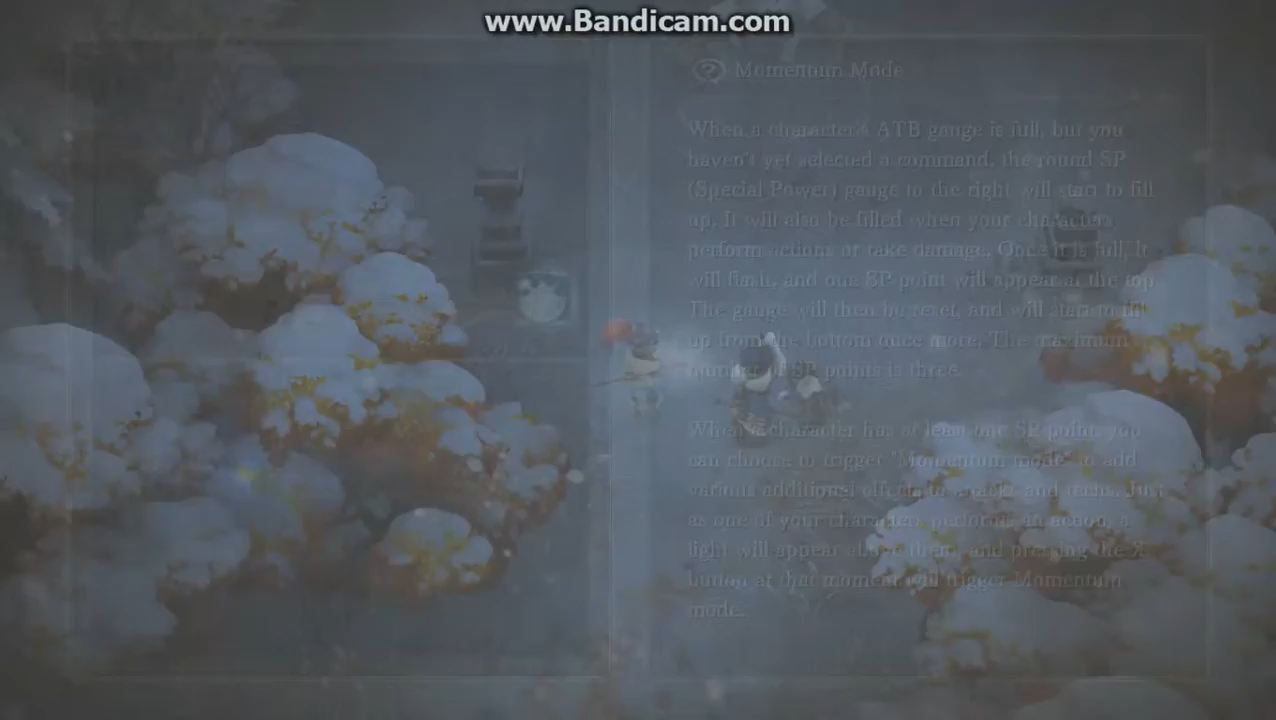 www.Bandicam.com
Momentum Mode
When a character's ATB gauge is full, but you
haven't yet selected a command, the round SP
(Special Power) gauge to the right will start to fill
up. It will also be filled when your characters
perform actions or take damage. Once it is full, it
will flash, and one SP point will appear at the top.
The gauge will then be reset, and will start to fill
up from the bottom once more. The maximum
number of SP points is three.
When a character has at least one SP point, you
can choose to trigger "Momentum mode" to add
various additional effects to attacks and techs. Just
as one of your characters performs an action, a
light will appear above them, and pressing the X
button at that moment will trigger Momentum
mode.